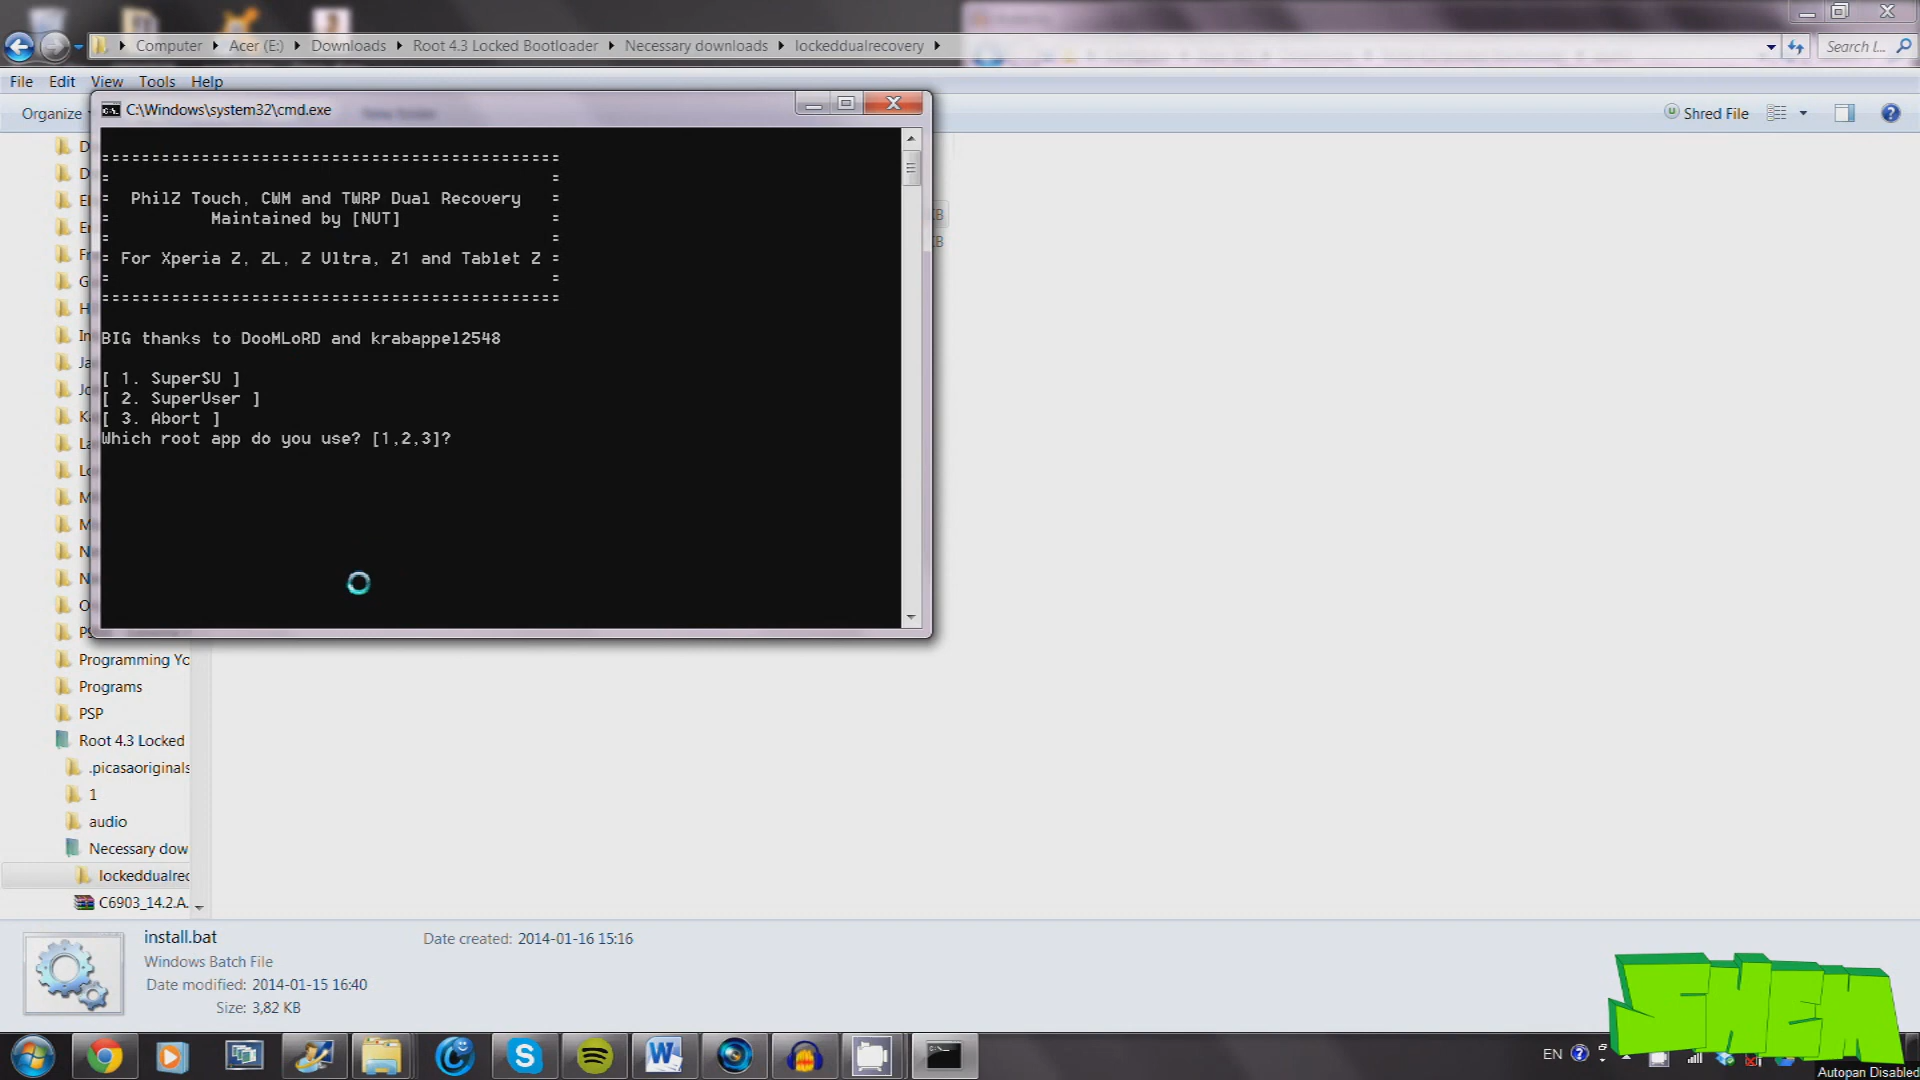 Computer Acer (E:) Downloads Root 4.3 Locked Bootloader Necessary downloads lockeddualrecovery
Search l...
File Edit View Tools Help
Organize
Shred File
C:\Windows\system32\cmd.exe
==============================================
= =
= PhilZ Touch, CWM and TWRP Dual Recovery =
= Maintained by [NUT] =
= =
= For Xperia Z, ZL, Z Ultra, Z1 and Tablet Z =
= =
==============================================
BIG thanks to DooMLoRD and krabappel2548
[ 1. SuperSU ]
[ 2. SuperUser ]
[ 3. Abort ]
Which root app do you use? [1,2,3]?
KB
KB
Programming Yo
Programs
PSP
Root 4.3 Locked
.picasaoriginals
1
audio
Necessary dow
lockeddualrec
C6903_14.2.A.
install.bat
Date created: 2014-01-16 15:16
Windows Batch File
Date modified: 2014-01-15 16:40
Size: 3,82 KB
EN
Autopan Disabled